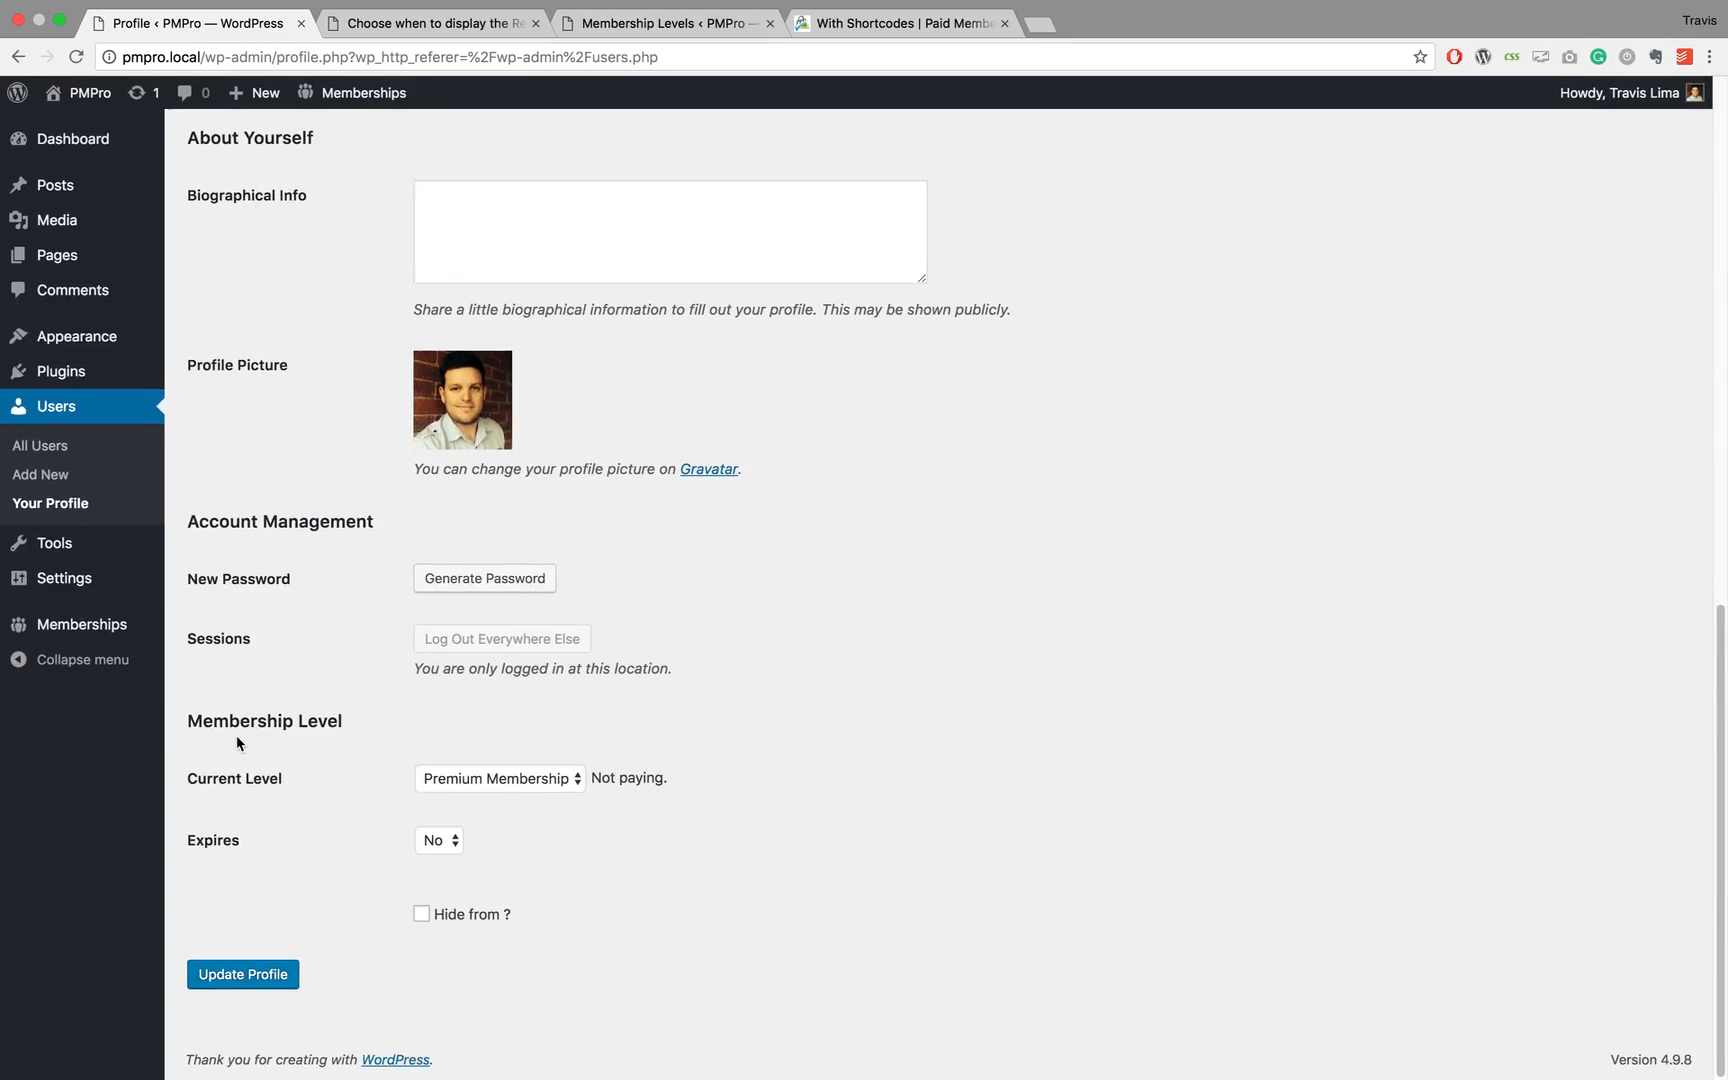 Profile ‹ PMPro — WordPress
Choose when to display the Re
Membership Levels ‹ PMPro —
With Shortcodes | Paid Membe
Travis
pmpro.local/wp-admin/profile.php?wp_http_referer=%2Fwp-admin%2Fusers.php
CSS
PMPro
1
0
New
Memberships
Howdy, Travis Lima
Dashboard
Posts
Media
Pages
Comments
Appearance
Plugins
Users
All Users
Add New
Your Profile
Tools
Settings
Memberships
Collapse menu
About Yourself
Biographical Info
Share a little biographical information to fill out your profile. This may be shown publicly.
Profile Picture
You can change your profile picture on Gravatar.
Account Management
New Password
Generate Password
Sessions
Log Out Everywhere Else
You are only logged in at this location.
Membership Level
Current Level
Premium Membership
Not paying.
Expires
No
Hide from ?
Update Profile
Thank you for creating with WordPress.
Version 4.9.8